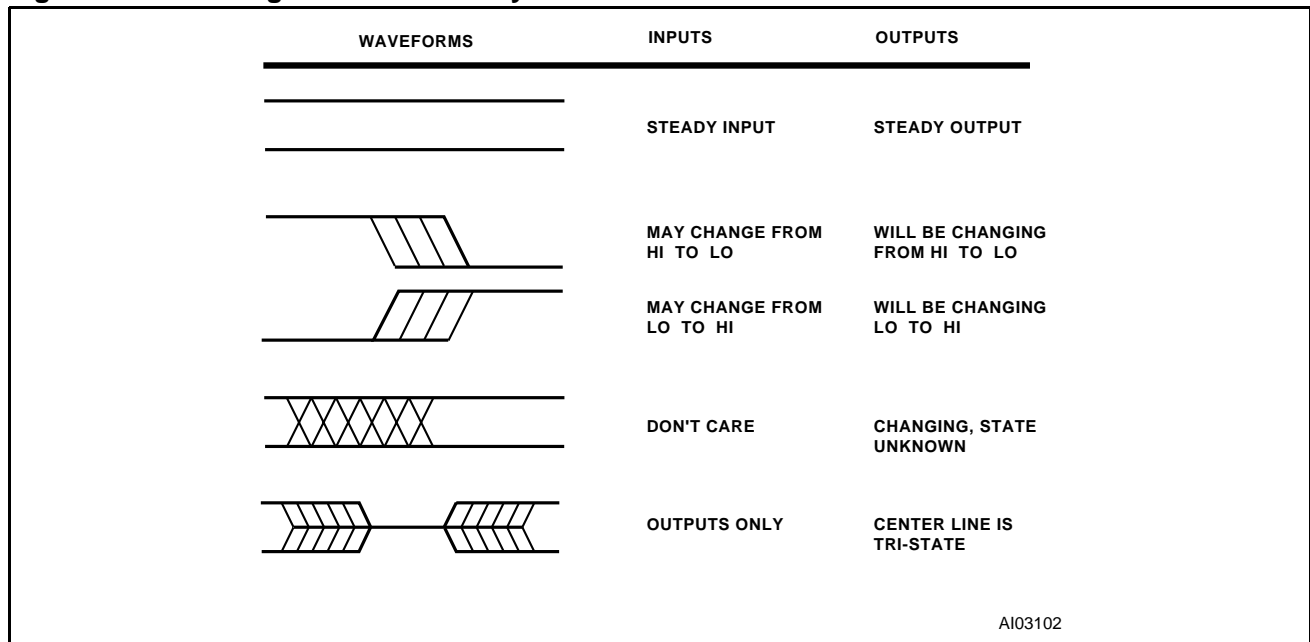 WAVEFORMS INPUTS OUTPUTS
STEADY INPUT STEADY OUTPUT
MAY CHANGE FROM WILL BE CHANGING
HI TO LO FROM HI TO LO
MAY CHANGE FROM WILL BE CHANGING
LO TO HI LO TO HI
DON'T CARE CHANGING, STATE
UNKNOWN
OUTPUTS ONLY CENTER LINE IS
TRI-STATE
AI03102